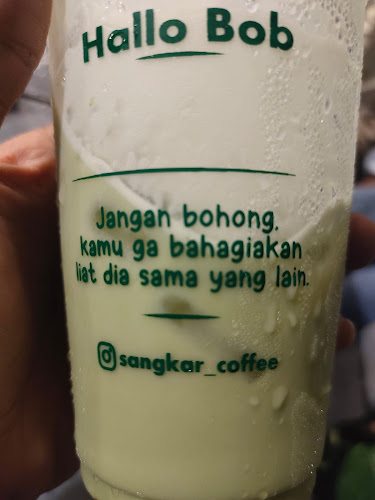 Hallo Bob
Jangan bohong,
kamu ga bahagiakan
liat dia sama yang lain.
sangkar_coffee